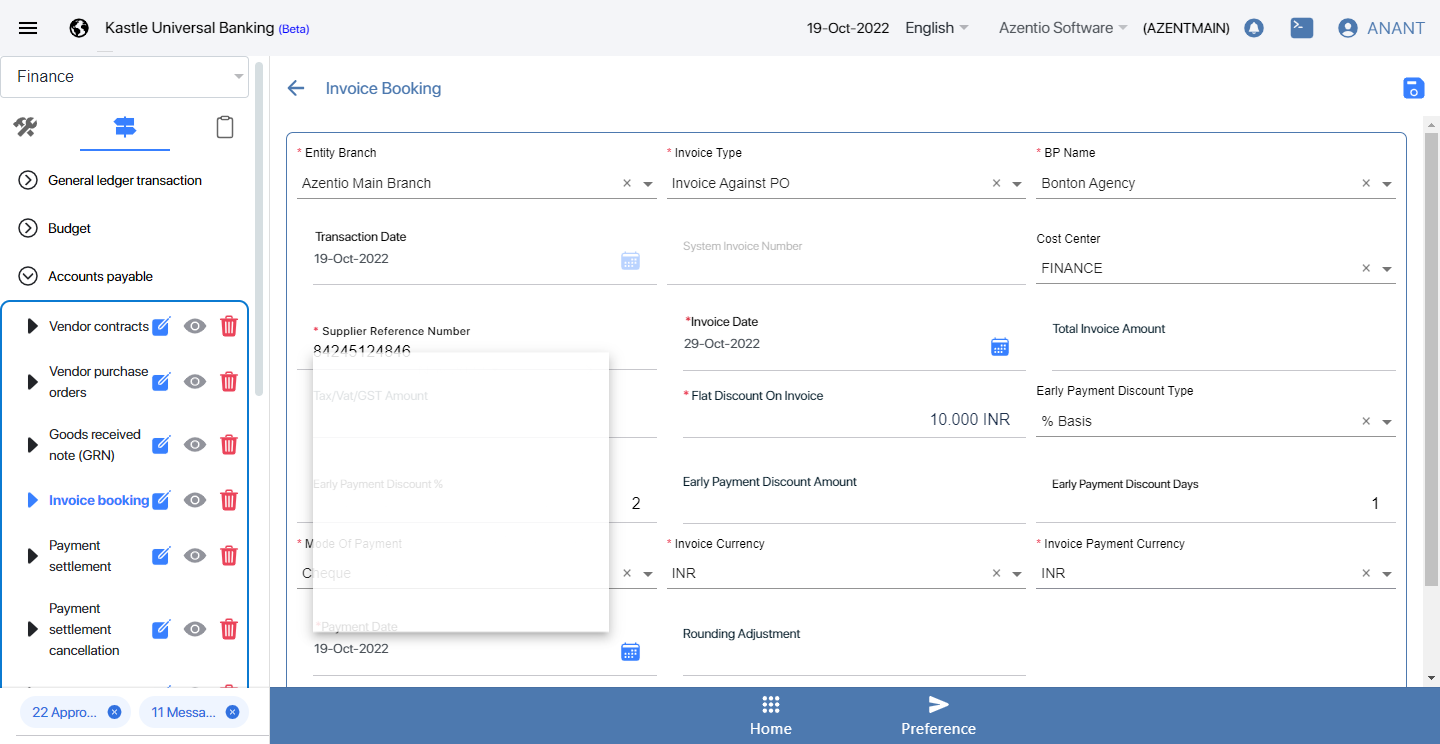 Kastle Universal Banking (Beta)
19-Oct-2022
English
Azentio Software
(AZENTMAIN)
ANANT
Finance
General ledger transaction
Budget
Accounts payable
Vendor contracts
Vendor purchase
orders
Goods received
note (GRN)
Invoice booking
Payment
settlement
Payment
settlement
cancellation
22 Appro...
11 Messa...
Invoice Booking
* Entity Branch
Azentio Main Branch
* Invoice Type
Invoice Against PO
* BP Name
Bonton Agency
Transaction Date
19-Oct-2022
System Invoice Number
Cost Center
FINANCE
* Supplier Reference Number
84245124846
*Invoice Date
29-Oct-2022
Total Invoice Amount
Tax/Vat/GST Amount
* Flat Discount On Invoice
10.000 INR
Early Payment Discount Type
% Basis
Early Payment Discount %
2
Early Payment Discount Amount
Early Payment Discount Days
1
* Mode Of Payment
Cheque
* Invoice Currency
INR
* Invoice Payment Currency
INR
*Payment Date
19-Oct-2022
Rounding Adjustment
Home
Preference